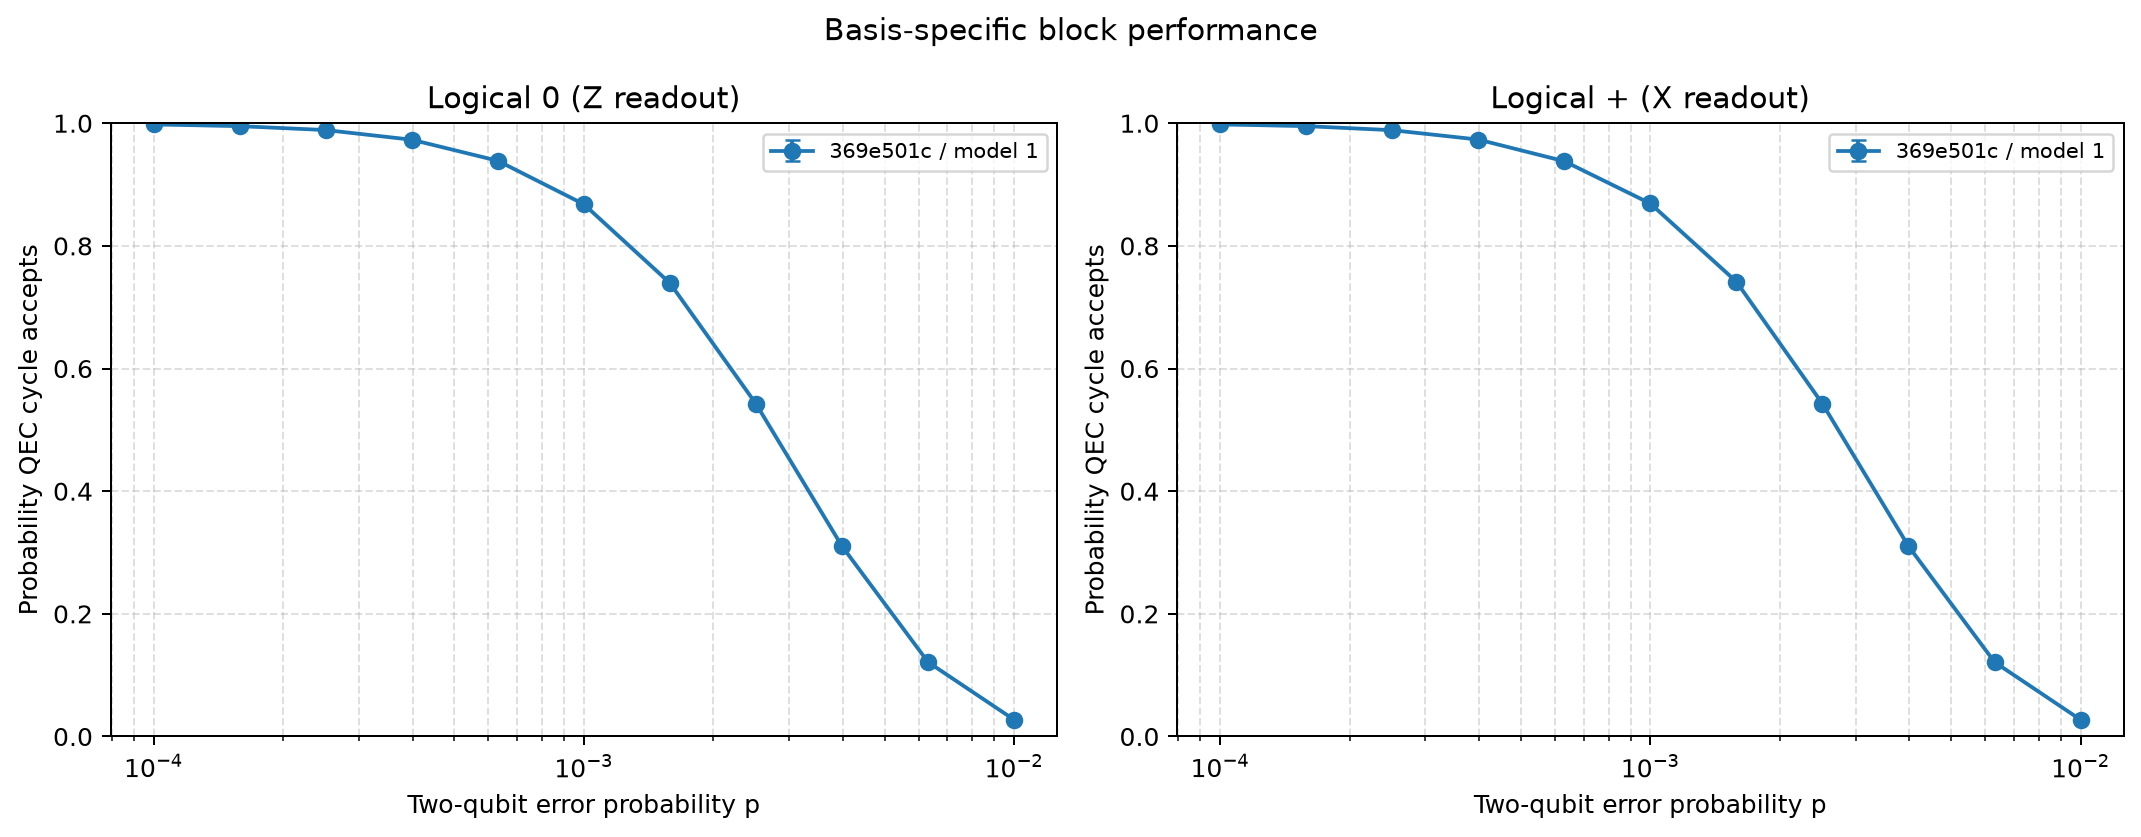 Basis-specific block performance
Logical 0 (Z readout)
Probability QEC cycle accepts
1.0
0.8
0.6
0.4
0.2
0.0
369e501c / model 1
10⁻⁴
10⁻³
10⁻²
Two-qubit error probability p
Logical + (X readout)
Probability QEC cycle accepts
1.0
0.8
0.6
0.4
0.2
0.0
369e501c / model 1
10⁻⁴
10⁻³
10⁻²
Two-qubit error probability p